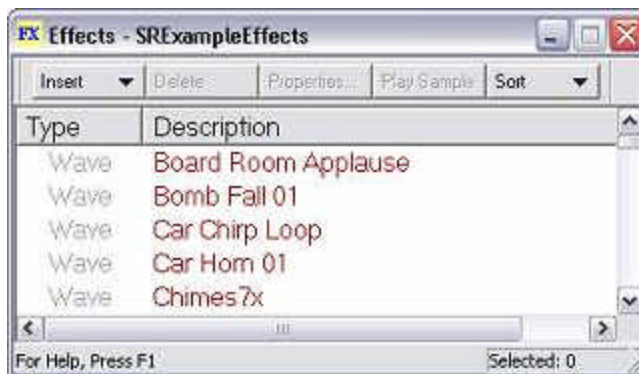 FX Effects - SRExampleEffects
Insert Delete Properties... Play Sample Sort
Type Description
Wave Board Room Applause
Wave Bomb Fall 01
Wave Car Chirp Loop
Wave Car Horn 01
Wave Chimes7x
For Help, Press F1 Selected: 0